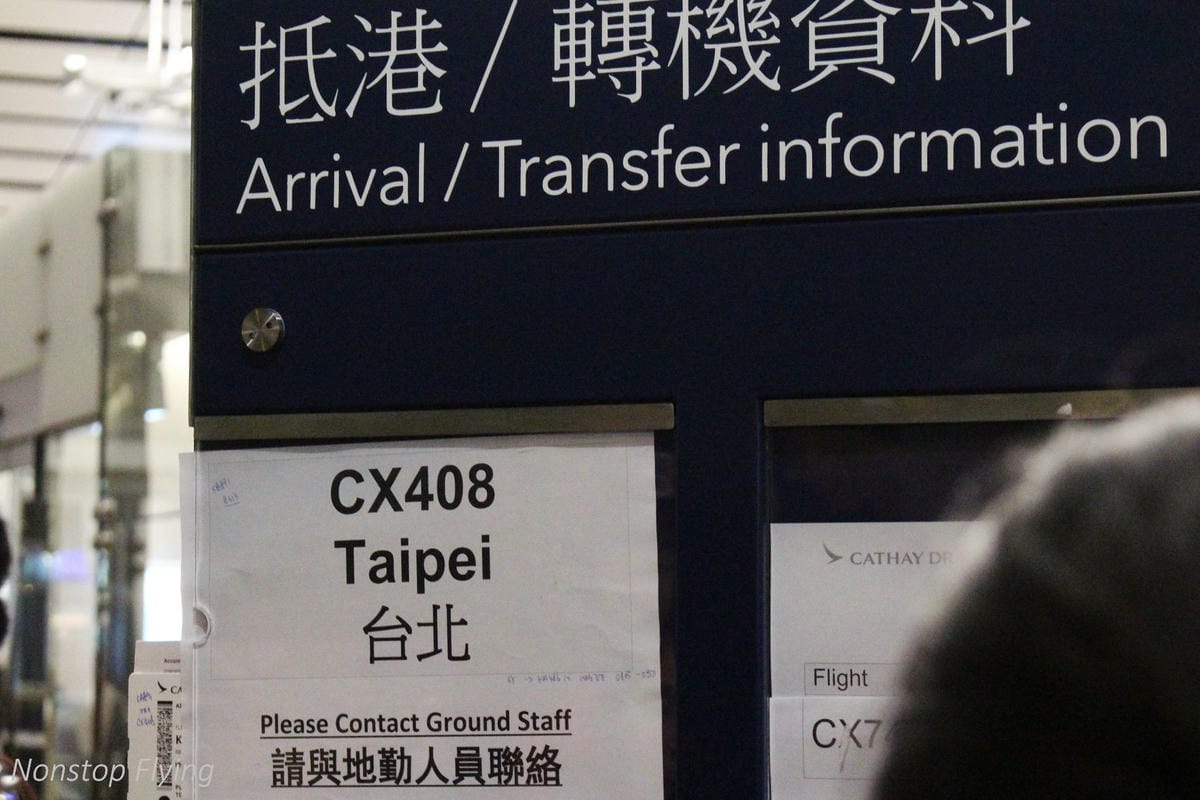 抵港/轉機資料
Arrival / Transfer information
CX408
Taipei
台北
Please Contact Ground Staff
請與地勤人員聯絡
CATHAY
Flight
Nonstop Flying